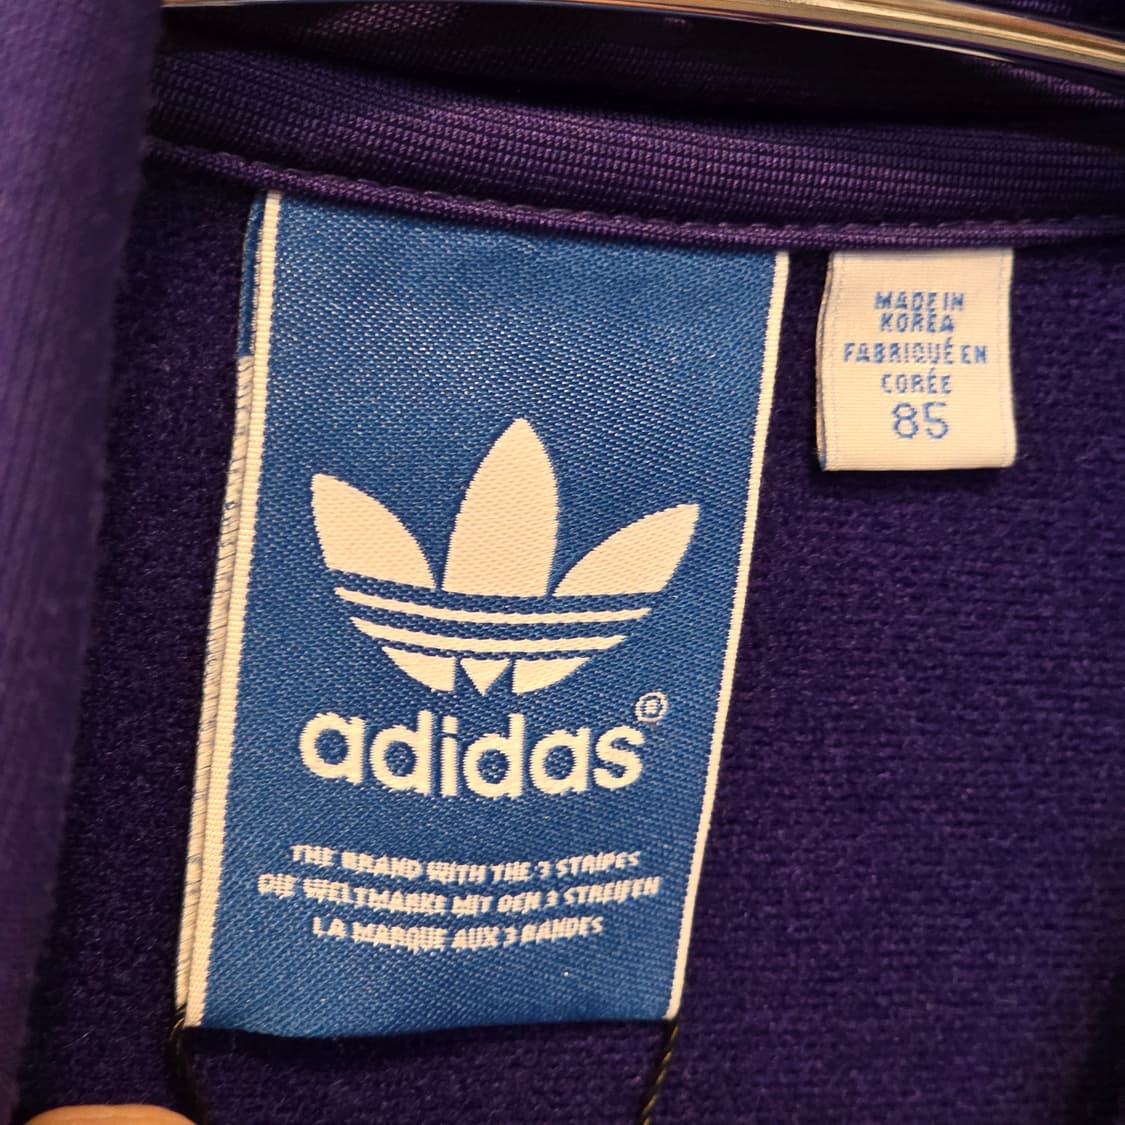 adidas®
THE BRAND WITH THE 3 STRIPES
DIE WELTMARKE MIT DEN 3 STREIFEN
LA MARQUE AUX 3 BANDES
MADE IN
KOREA
FABRIQUÉ EN
CORÉE
85